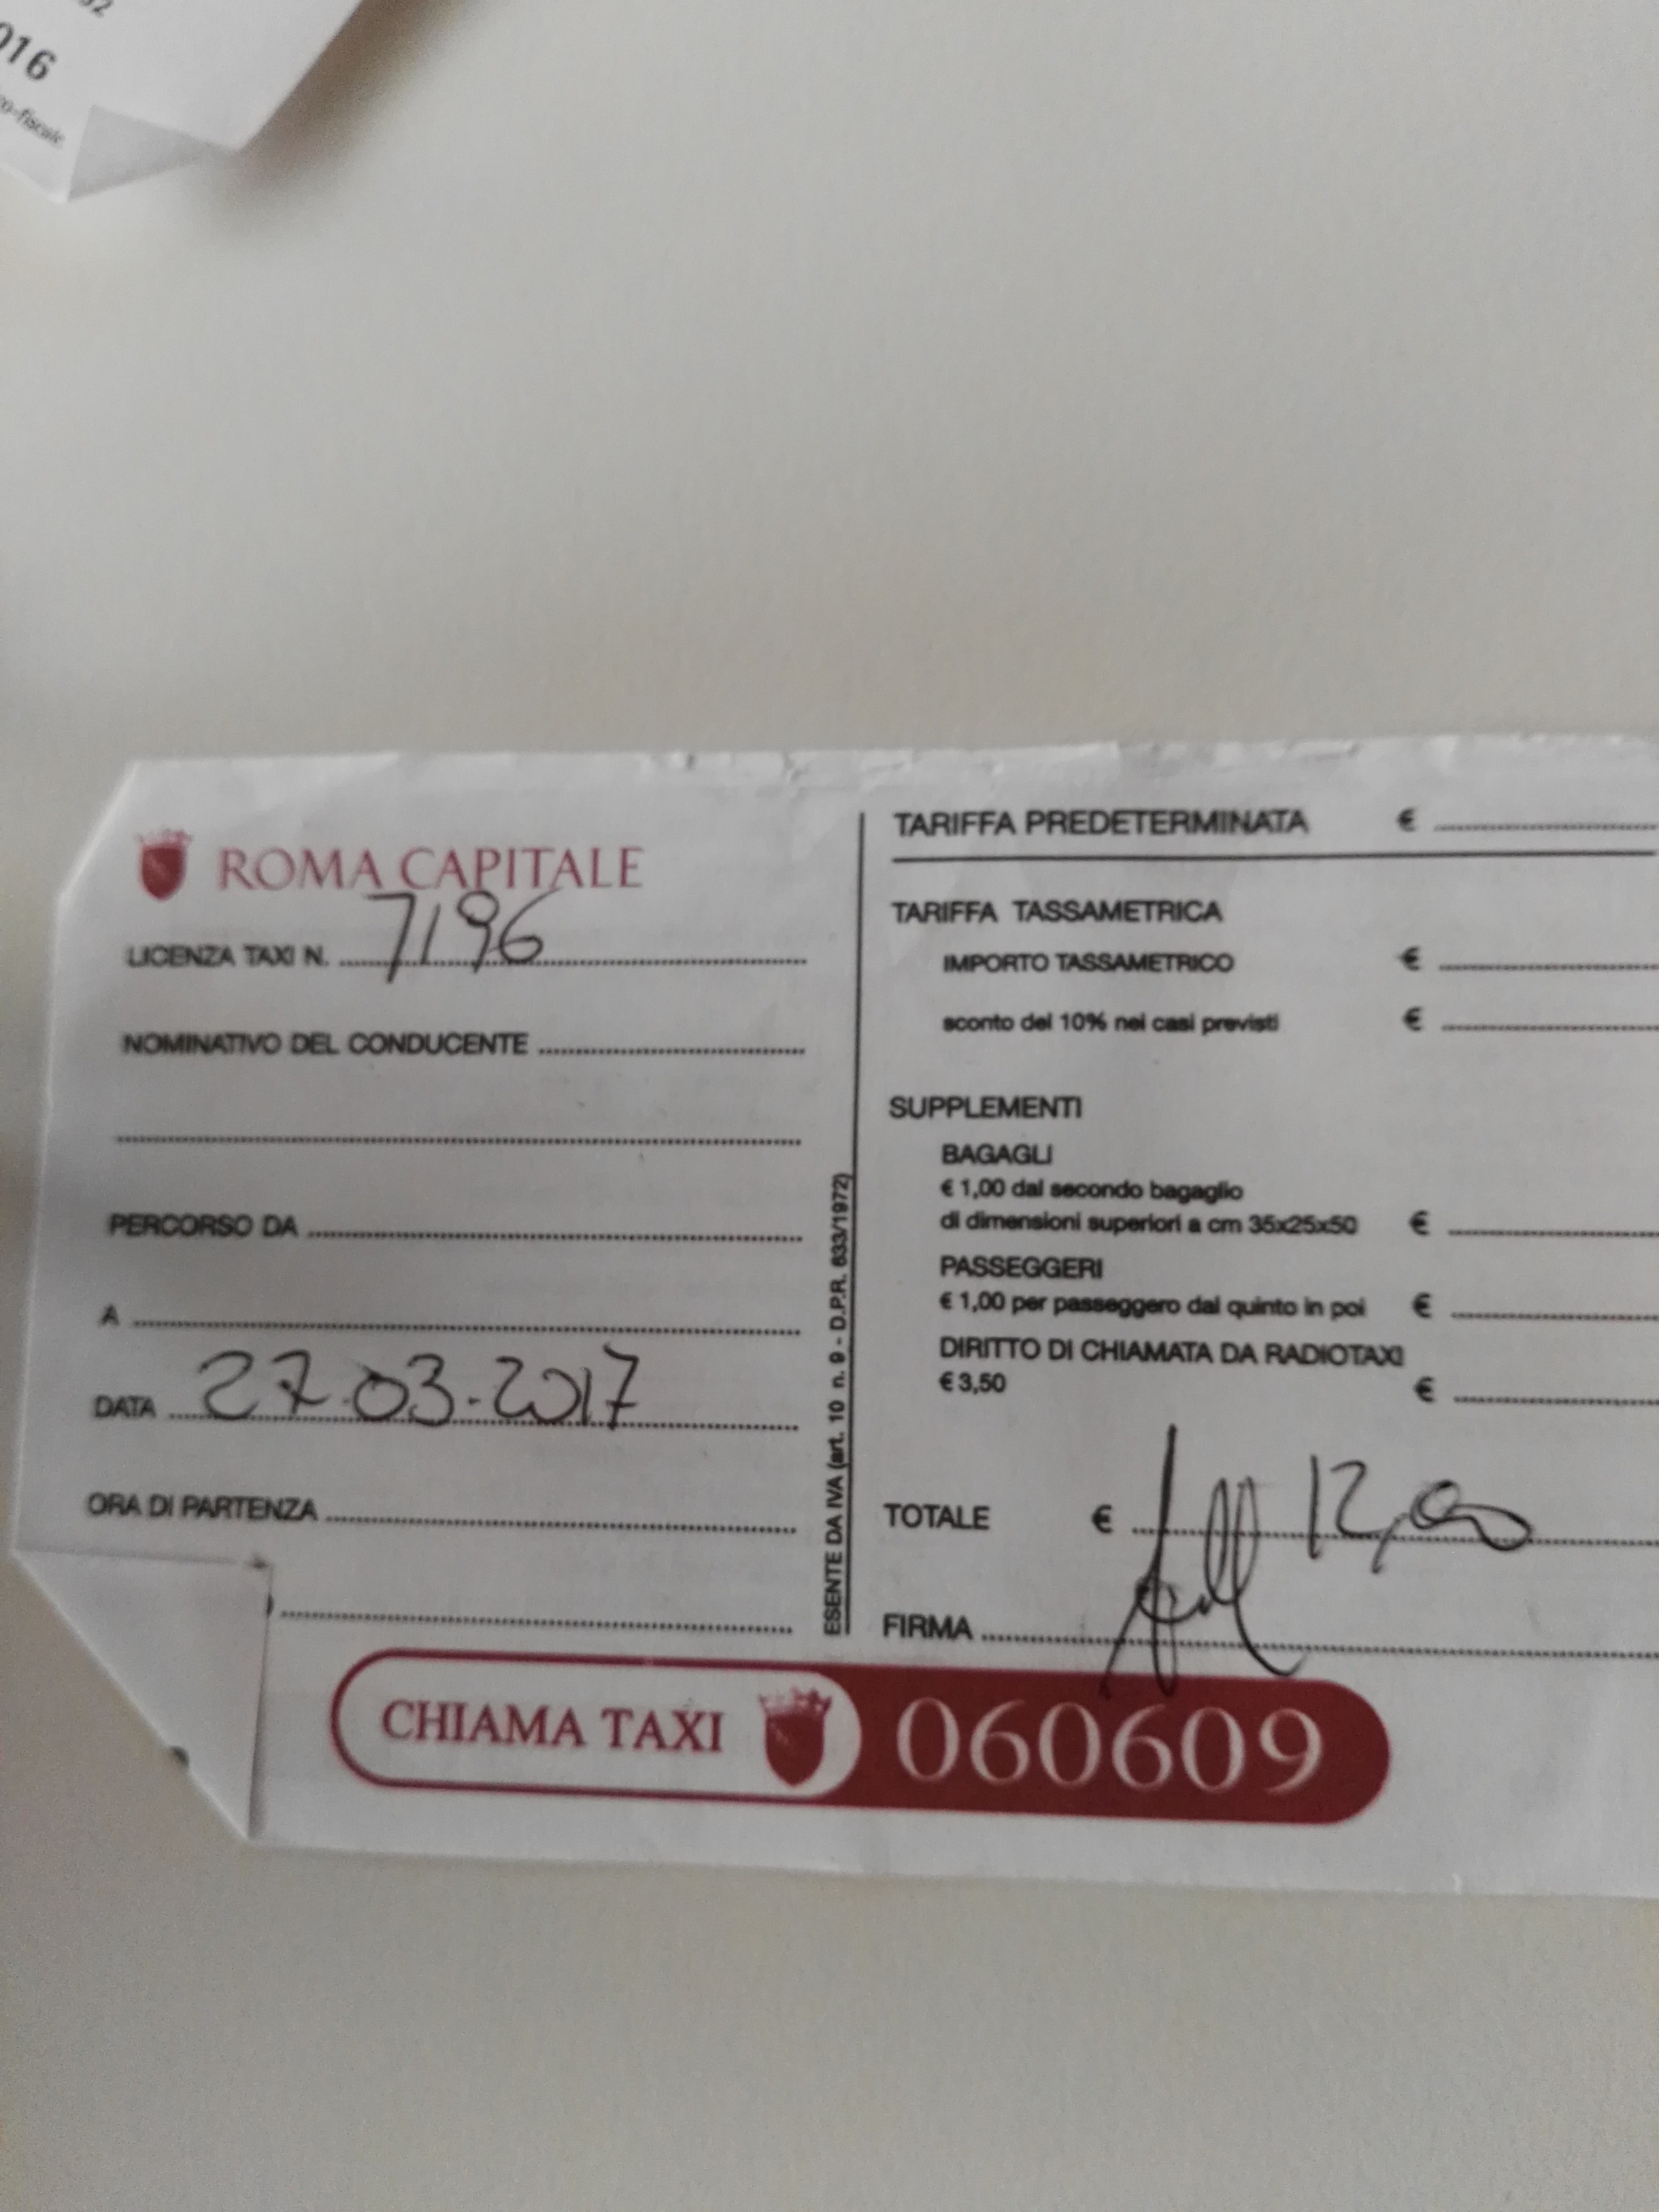 016
ROMA CAPITALE
LICENZA TAXI N. 7196
NOMINATIVO DEL CONDUCENTE
PERCORSO DA
A
DATA 27.03.2017
ORA DI PARTENZA
ESENTE DA IVA (art. 10 n. 9 - D.P.R. 633/1972)
TARIFFA PREDETERMINATA €
TARIFFA TASSAMETRICA
IMPORTO TASSAMETRICO €
sconto del 10% nei casi previsti €
SUPPLEMENTI
BAGAGLI
€ 1,00 dal secondo bagaglio
di dimensioni superiori a cm 35x25x50 €
PASSEGGERI
€ 1,00 per passeggero dal quinto in poi €
DIRITTO DI CHIAMATA DA RADIOTAXI
€ 3,50 €
TOTALE € 12,00
FIRMA
CHIAMA TAXI 060609